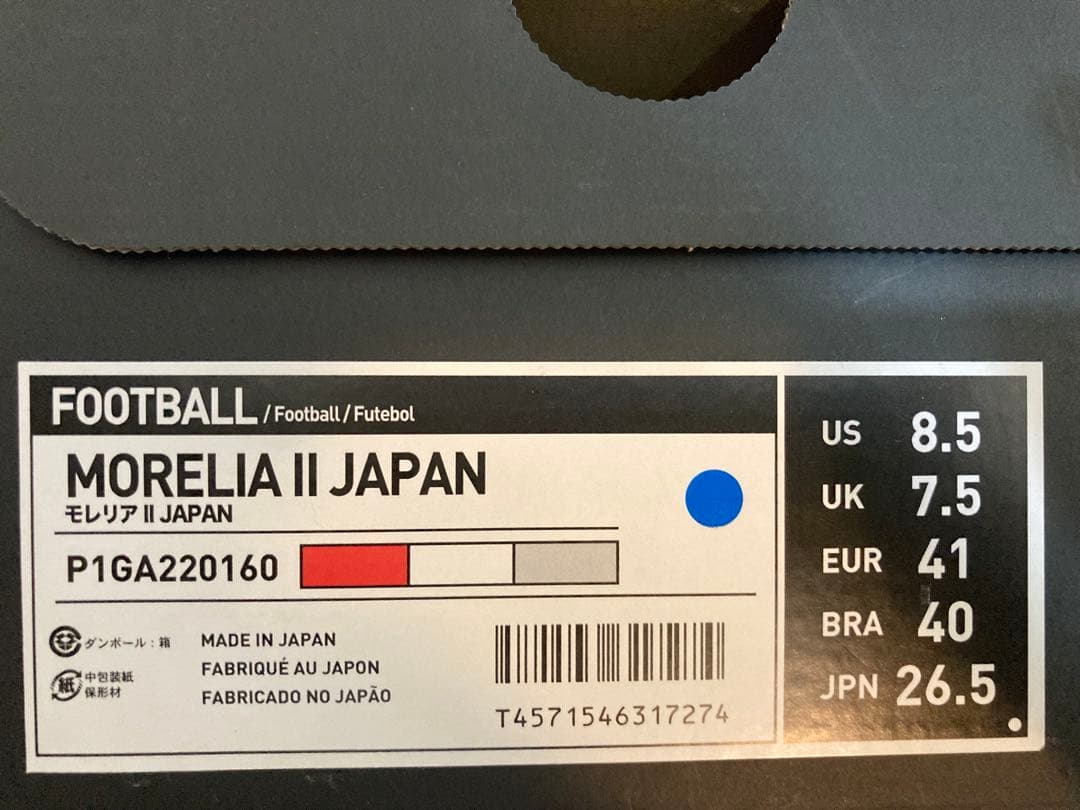 FOOTBALL / Football / Futebol
MORELIA II JAPAN
モレリア II JAPAN
P1GA220160
ダンボール：箱
紙
中包装紙
保形材
MADE IN JAPAN
FABRIQUÉ AU JAPON
FABRICADO NO JAPÃO
T4571546317274
US 8.5
UK 7.5
EUR 41
BRA 40
JPN 26.5